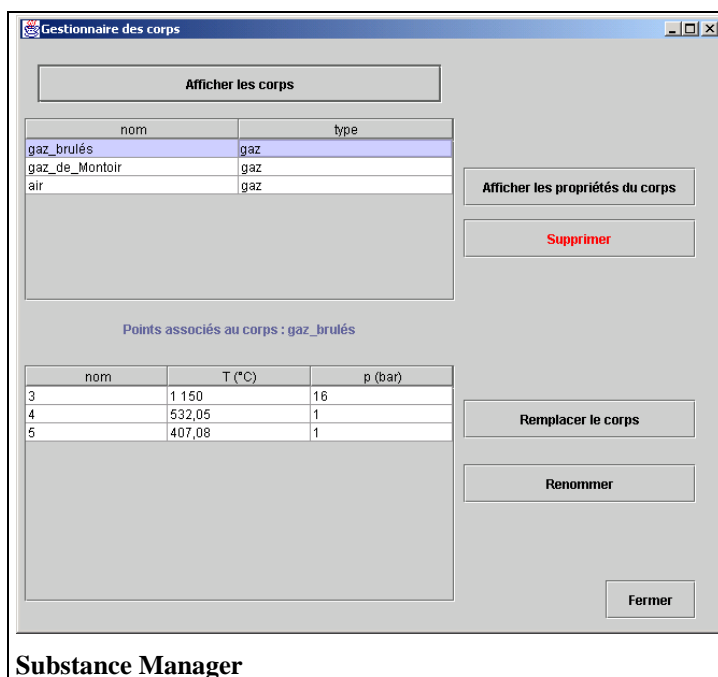 Gestionnaire des corps
Afficher les corps
nom type
gaz_brulés gaz
gaz_de_Montoir gaz
air gaz
Afficher les propriétés du corps
Supprimer
Points associés au corps : gaz_brulés
nom T (°C) p (bar)
3 1 150 16
4 532,05 1
5 407,08 1
Remplacer le corps
Renommer
Fermer
Substance Manager